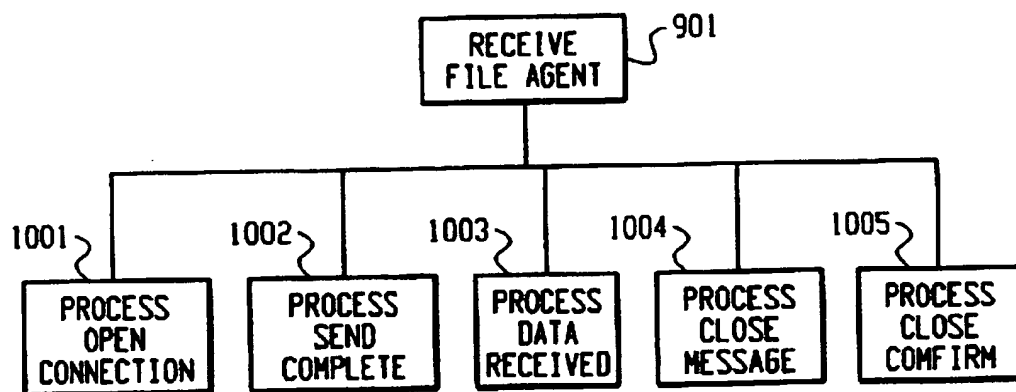 RECEIVE
FILE AGENT
901
1001
1002
1003
1004
1005
PROCESS
OPEN
CONNECTION
PROCESS
SEND
COMPLETE
PROCESS
DATA
RECEIVED
PROCESS
CLOSE
MESSAGE
PROCESS
CLOSE
COMFIRM